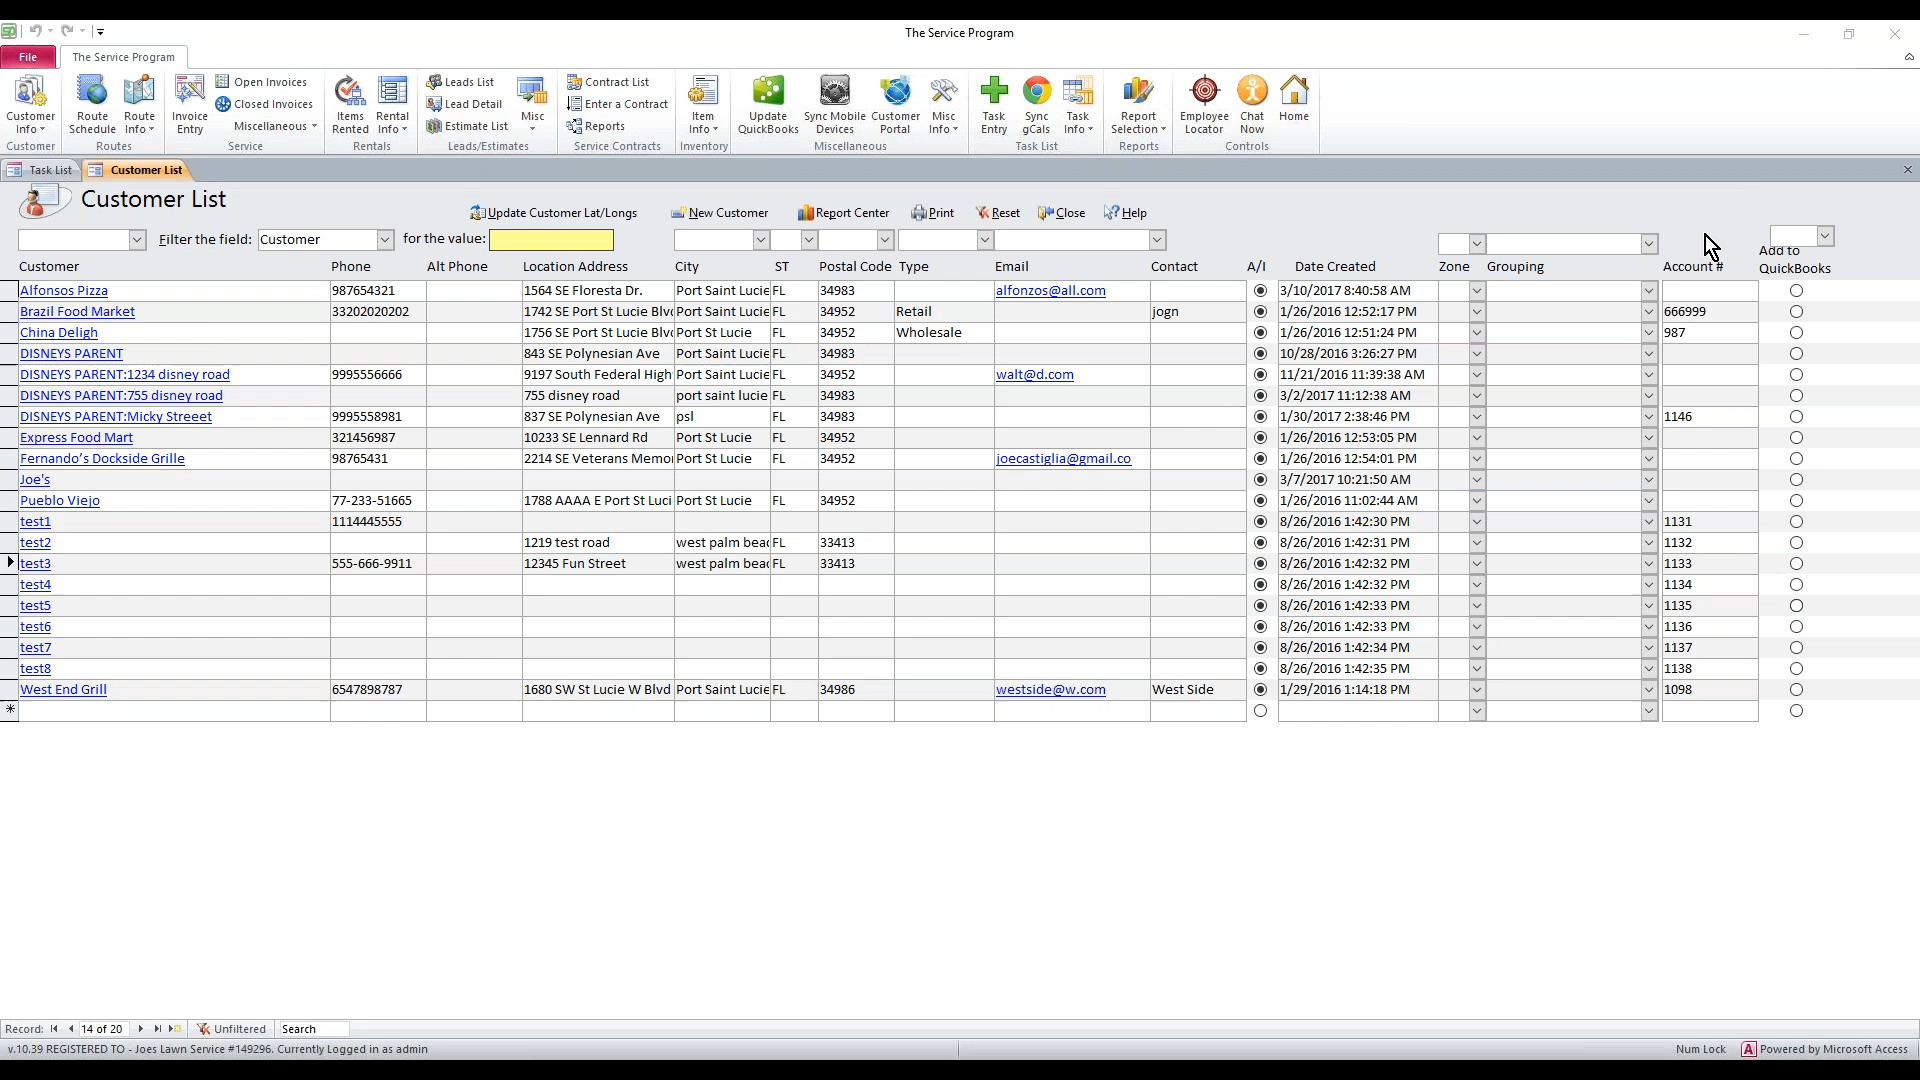 The Service Program
File The Service Program
Customer Info Route Schedule Route Info Invoice Entry Open Invoices Closed Invoices Miscellaneous Items Rented Rental Info Leads List Lead Detail Estimate List Misc Contract List Enter a Contract Reports Item Info Update QuickBooks Sync Mobile Devices Customer Portal Misc Info Task Entry Sync gCals Task Info Report Selection Employee Locator Chat Now Home
Customer Routes Service Rentals Leads/Estimates Service Contracts Inventory Miscellaneous Task List Reports Controls
Task List Customer List
Customer List
Update Customer Lat/Longs New Customer Report Center Print Reset Close Help
Filter the field: Customer for the value:
Customer Phone Alt Phone Location Address City ST Postal Code Type Email Contact A/I Date Created Zone Grouping Account # Add to QuickBooks
Alfonsos Pizza 987654321 1564 SE Floresta Dr. Port Saint Lucie FL 34983 alfonzos@all.com 3/10/2017 8:40:58 AM
Brazil Food Market 33202020202 1742 SE Port St Lucie Blv Port Saint Lucie FL 34952 Retail jogn 1/26/2016 12:52:17 PM 666999
China Deligh 1756 SE Port St Lucie Blv Port St Lucie FL 34952 Wholesale 1/26/2016 12:51:24 PM 987
DISNEYS PARENT 843 SE Polynesian Ave Port Saint Lucie FL 34983 10/28/2016 3:26:27 PM
DISNEYS PARENT:1234 disney road 9995556666 9197 South Federal High Port Saint Lucie FL 34952 walt@d.com 11/21/2016 11:39:38 AM
DISNEYS PARENT:755 disney road 755 disney road port saint lucie FL 34983 3/2/2017 11:12:38 AM
DISNEYS PARENT:Micky Streeet 9995558981 837 SE Polynesian Ave psl FL 34983 1/30/2017 2:38:46 PM 1146
Express Food Mart 321456987 10233 SE Lennard Rd Port St Lucie FL 34952 1/26/2016 12:53:05 PM
Fernando's Dockside Grille 98765431 2214 SE Veterans Memo Port St Lucie FL 34952 joecastiglia@gmail.co 1/26/2016 12:54:01 PM
Joe's 3/7/2017 10:21:50 AM
Pueblo Viejo 77-233-51665 1788 AAAA E Port St Luci Port St Lucie FL 34952 1/26/2016 11:02:44 AM
test1 1114445555 8/26/2016 1:42:30 PM 1131
test2 1219 test road west palm bea FL 33413 8/26/2016 1:42:31 PM 1132
test3 555-666-9911 12345 Fun Street west palm bea FL 33413 8/26/2016 1:42:32 PM 1133
test4 8/26/2016 1:42:32 PM 1134
test5 8/26/2016 1:42:33 PM 1135
test6 8/26/2016 1:42:33 PM 1136
test7 8/26/2016 1:42:34 PM 1137
test8 8/26/2016 1:42:35 PM 1138
West End Grill 6547898787 1680 SW St Lucie W Blvd Port Saint Lucie FL 34986 westside@w.com West Side 1/29/2016 1:14:18 PM 1098
Record: 14 of 20 Unfiltered Search
v.10.39 REGISTERED TO - Joes Lawn Service #149296. Currently Logged in as admin Num Lock Powered by Microsoft Access